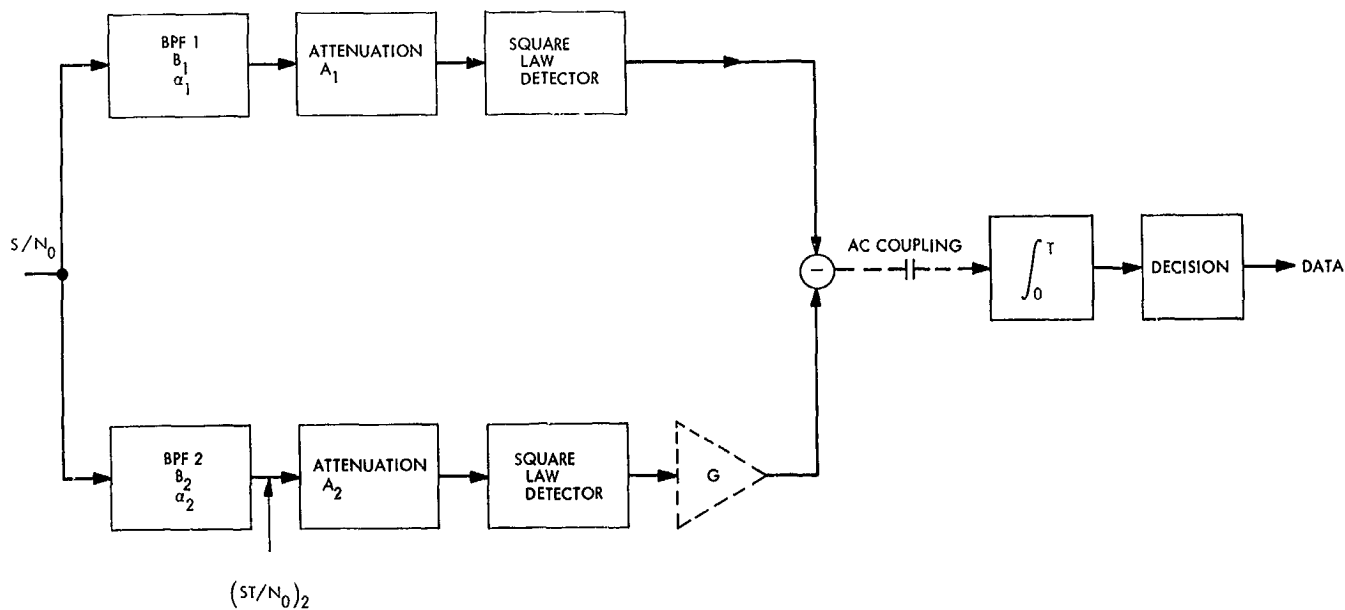 BPF 1
B₁
α₁
ATTENUATION
A₁
SQUARE
LAW
DETECTOR
S/N₀
−
AC COUPLING
∫₀ᵀ
DECISION
DATA
BPF 2
B₂
α₂
ATTENUATION
A₂
SQUARE
LAW
DETECTOR
G
(ST/N₀)₂